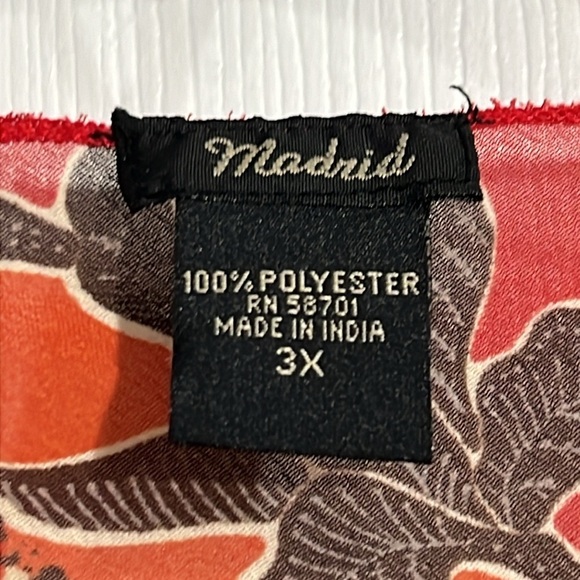 Madrid
100% POLYESTER
RN 58701
MADE IN INDIA
3X